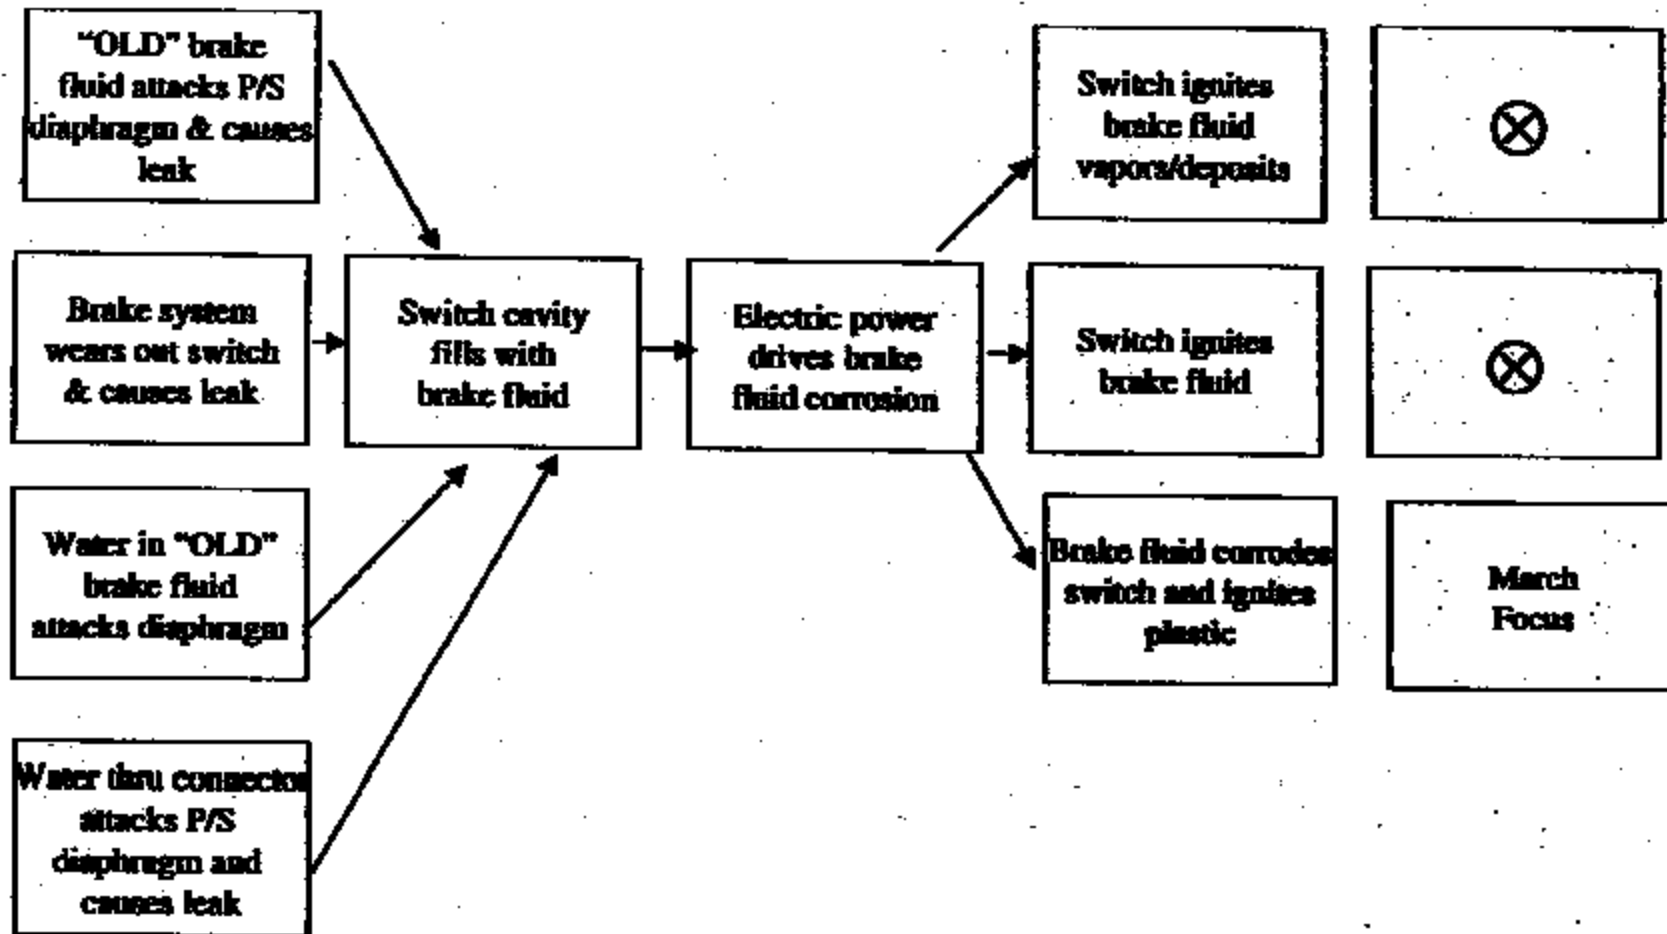 "OLD" brake
fluid attacks P/S
diaphragm & causes
leak
Brake system
wears out switch
& causes leak
Water in "OLD"
brake fluid
attacks diaphragm
Water thru connector
attacks P/S
diaphragm and
causes leak
Switch cavity
fills with
brake fluid
Electric power
drives brake
fluid corrosion
Switch ignites
brake fluid
vapors/deposits
Switch ignites
brake fluid
Brake fluid corrodes
switch and ignites
plastic
March
Focus